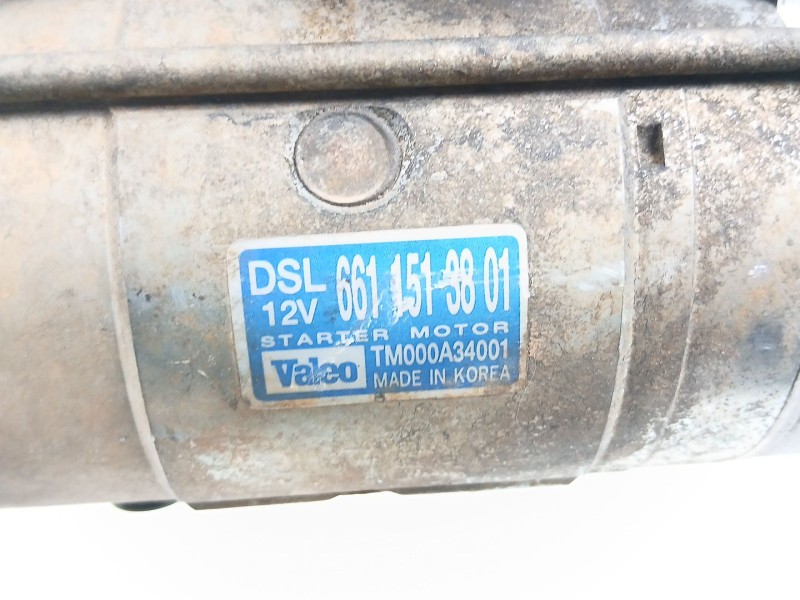 DSL 661 151 38 01
12V
STARTER MOTOR
Valeo TM000A34001
MADE IN KOREA